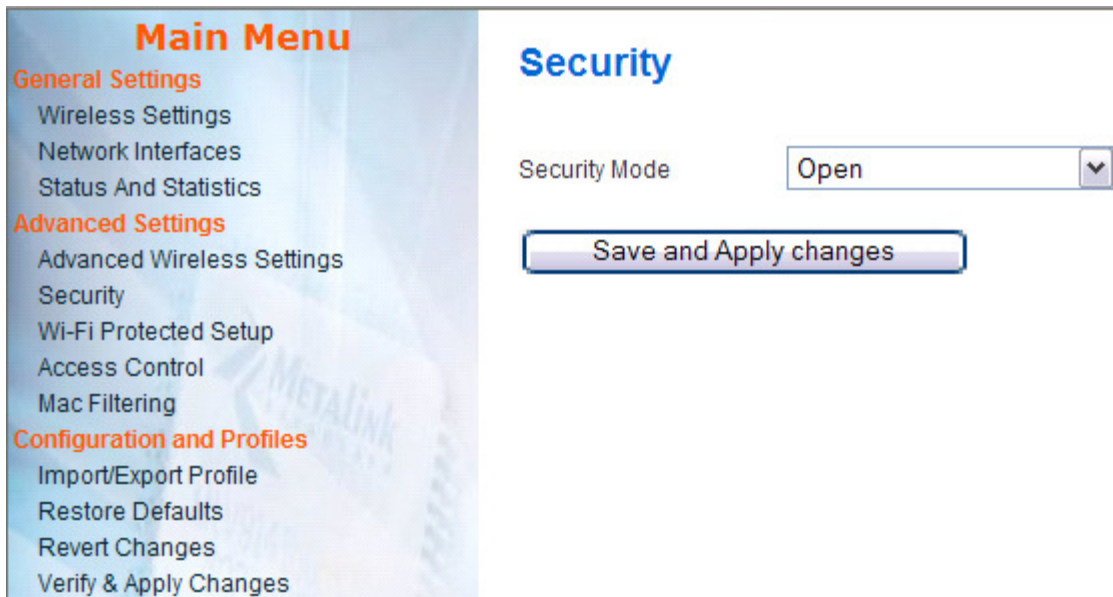 Main Menu
General Settings
Wireless Settings
Network Interfaces
Status And Statistics
Advanced Settings
Advanced Wireless Settings
Security
Wi-Fi Protected Setup
Access Control
Mac Filtering
Configuration and Profiles
Import/Export Profile
Restore Defaults
Revert Changes
Verify & Apply Changes
Security
Security Mode
Open
Save and Apply changes
METALINK